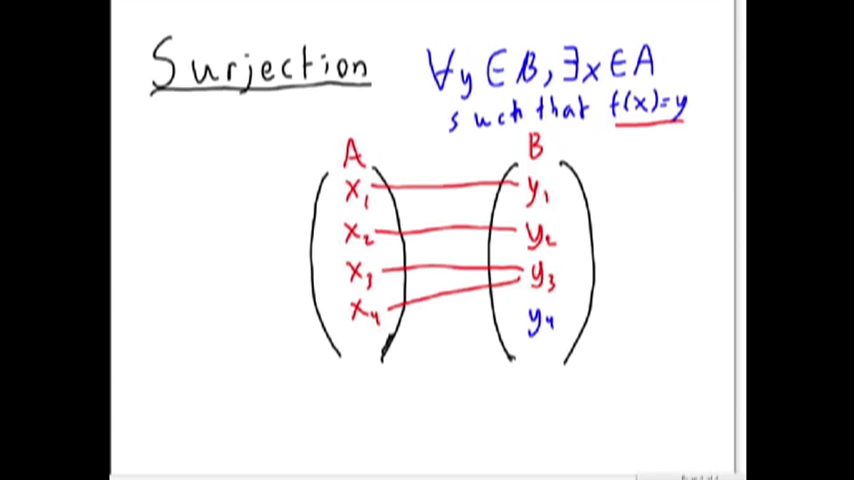 Surjection ∀y∈B, ∃x∈A
such that f(x)=y
A B
x₁ y₁
x₂ y₂
x₃ y₃
x₄ y₄